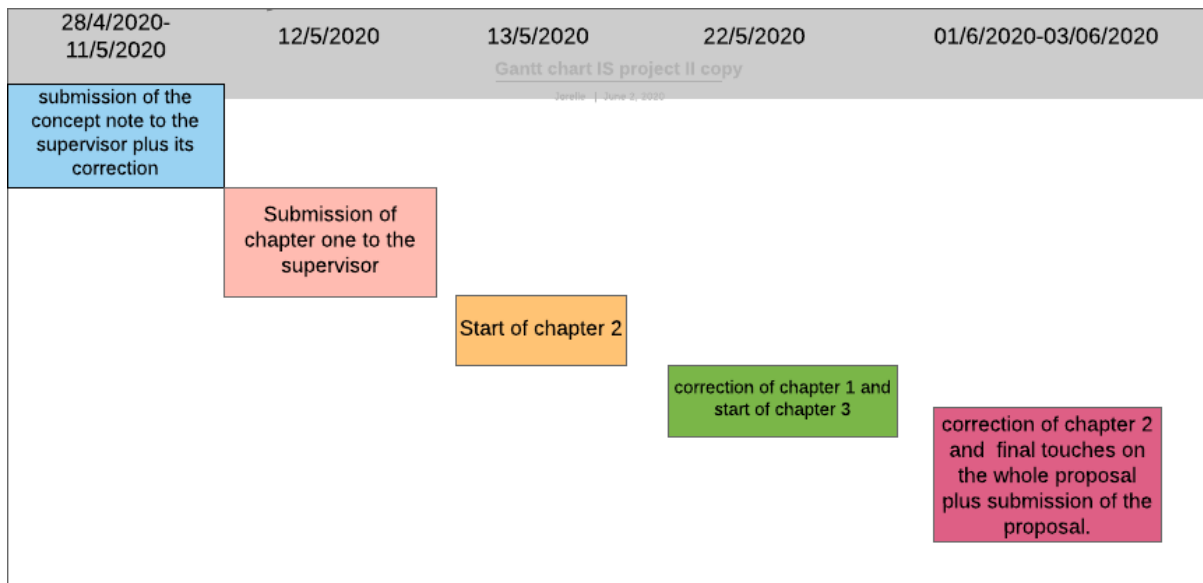 28/4/2020-
11/5/2020
12/5/2020
13/5/2020
22/5/2020
01/6/2020-03/06/2020
Gantt chart IS project II copy
Jorelle | June 2, 2020
submission of the
concept note to the
supervisor plus its
correction
Submission of
chapter one to the
supervisor
Start of chapter 2
correction of chapter 1 and
start of chapter 3
correction of chapter 2
and final touches on
the whole proposal
plus submission of the
proposal.